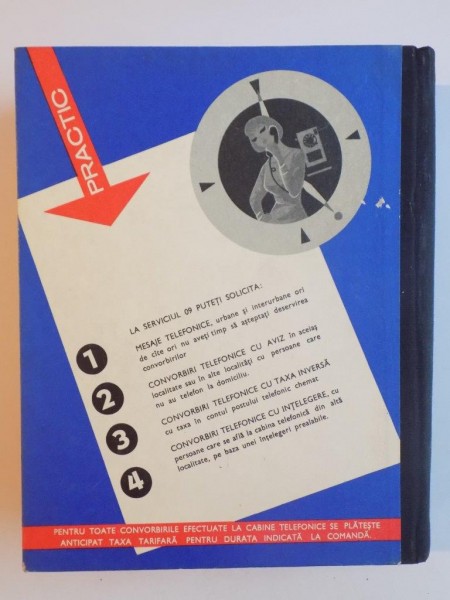 PRACTIC
LA SERVICIUL 09 PUTEȚI SOLICITA:
1
MESAJE TELEFONICE, urbane și interurbane ori
de cîte ori nu aveți timp să așteptați deservirea
convorbirilor
2
CONVORBIRI TELEFONICE CU AVIZ în aceiaș
localitate sau în alte localități cu persoane care
nu au telefon la domiciliu.
3
CONVORBIRI TELEFONICE CU TAXA INVERSĂ
cu taxa în contul postului telefonic chemat
4
CONVORBIRI TELEFONICE CU INȚELEGERE, cu
persoane care se află la cabina telefonică din altă
localitate, pe baza unei înțelegeri prealabile.
PENTRU TOATE CONVORBIRILE EFECTUATE LA CABINE TELEFONICE SE PLĂTEȘTE
ANTICIPAT TAXA TARIFARĂ PENTRU DURATA INDICATĂ LA COMANDĂ.